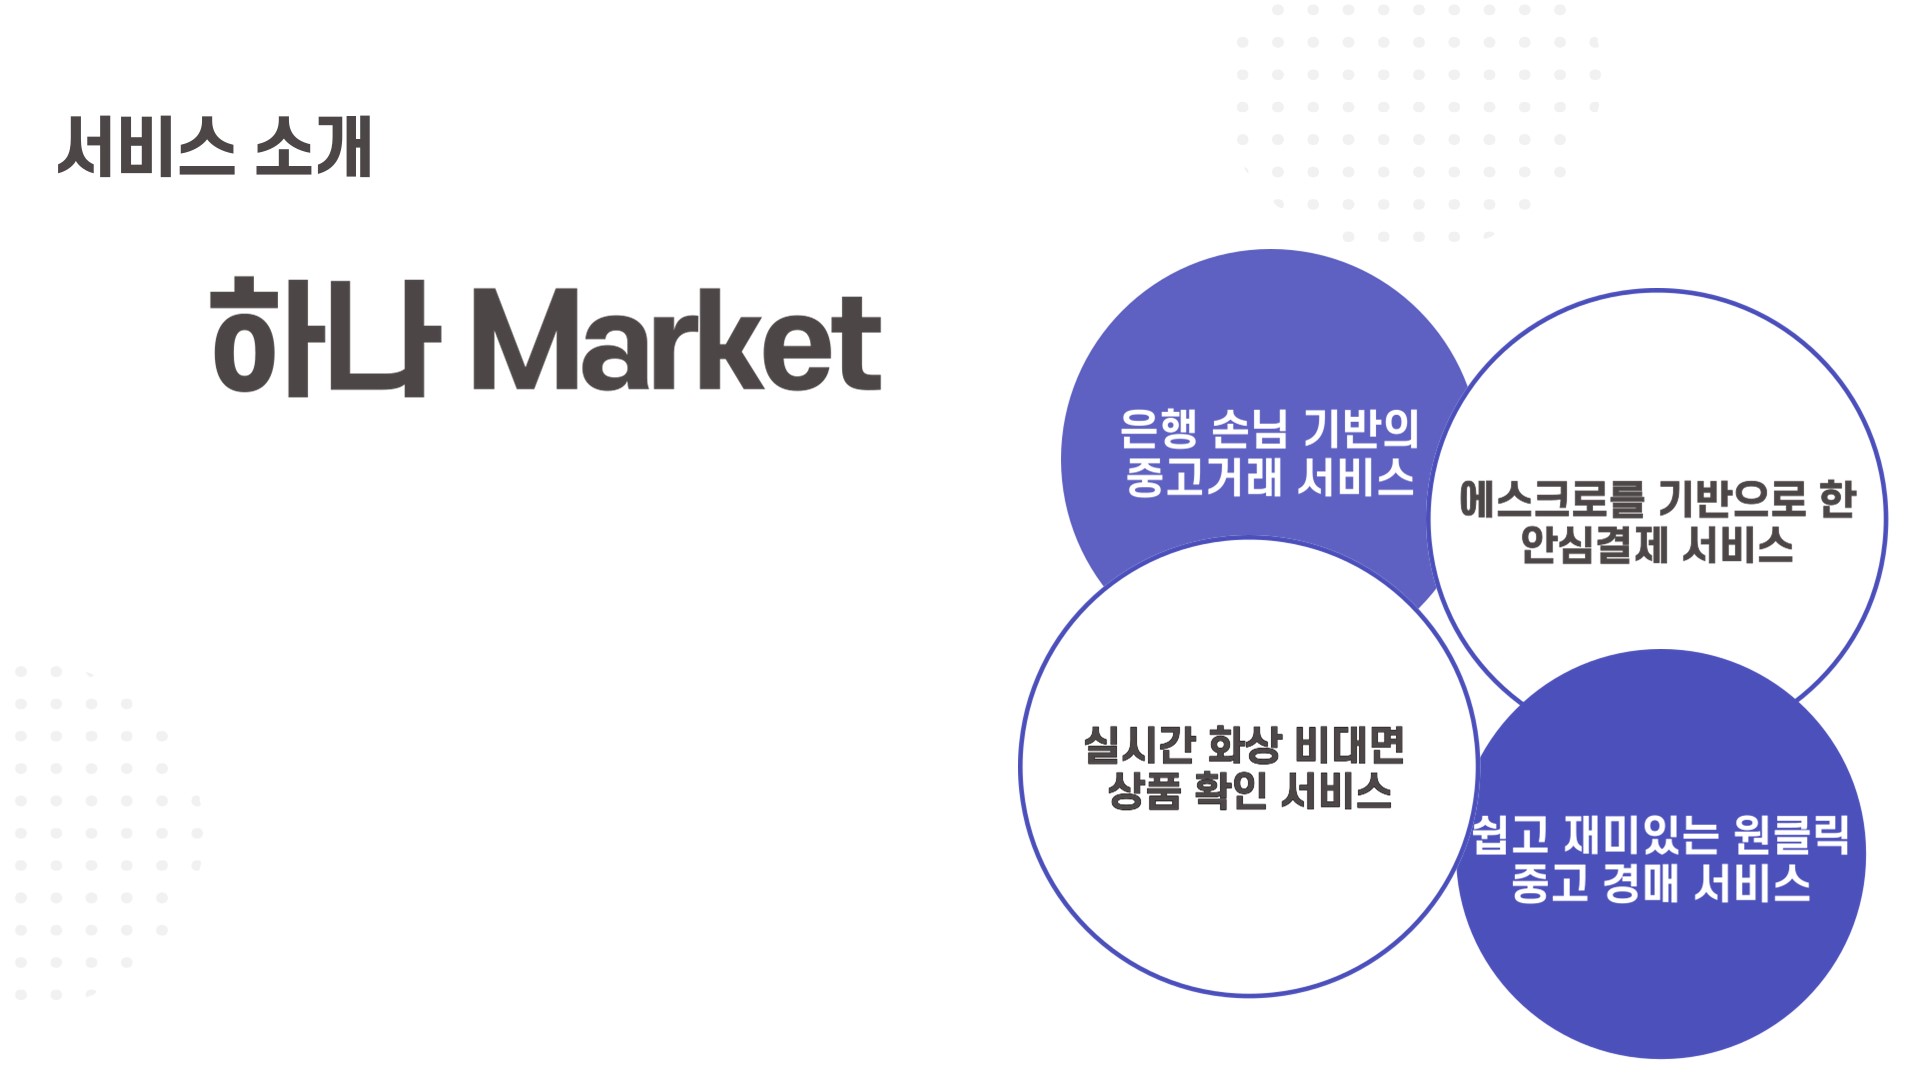 서비스 소개
하나 Market
은행 손님 기반의
중고거래 서비스
에스크로를 기반으로 한
안심결제 서비스
실시간 화상 비대면
상품 확인 서비스
쉽고 재미있는 원클릭
중고 경매 서비스